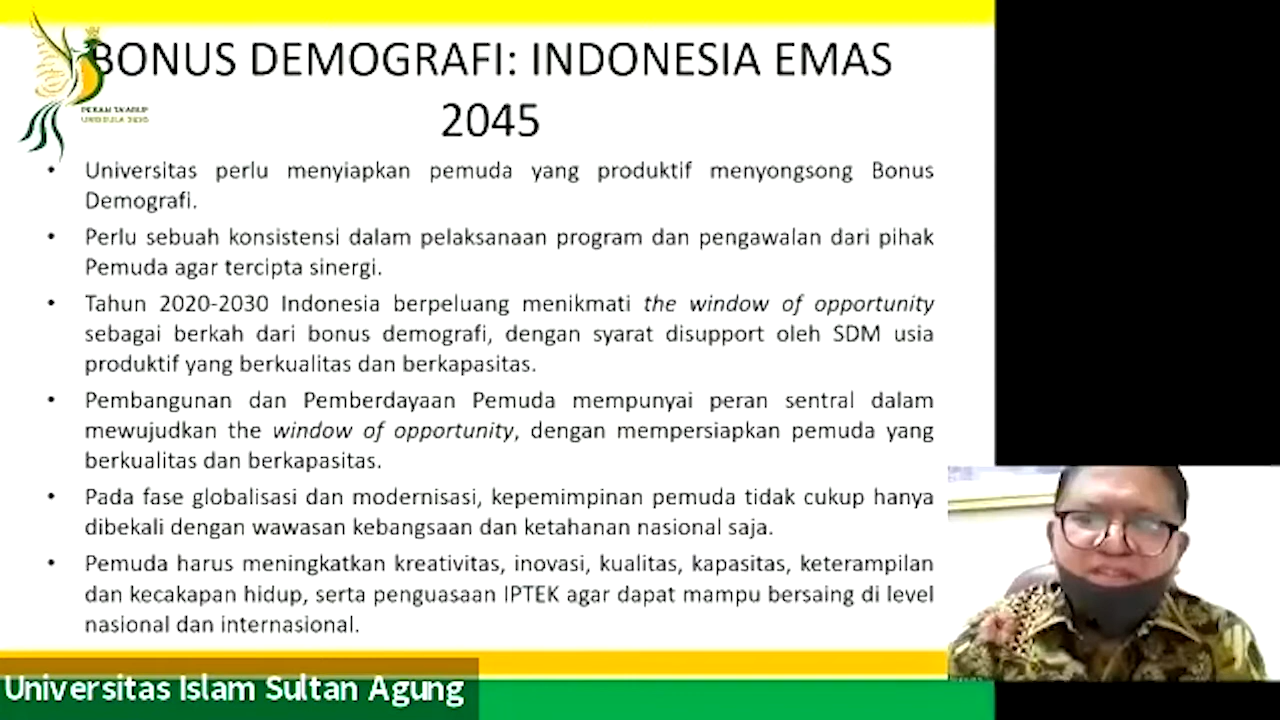 BONUS DEMOGRAFI: INDONESIA EMAS
2045
PEKAN TA'ARUF
UNISSULA 2020
• Universitas perlu menyiapkan pemuda yang produktif menyongsong Bonus
Demografi.
• Perlu sebuah konsistensi dalam pelaksanaan program dan pengawalan dari pihak
Pemuda agar tercipta sinergi.
• Tahun 2020-2030 Indonesia berpeluang menikmati the window of opportunity
sebagai berkah dari bonus demografi, dengan syarat disupport oleh SDM usia
produktif yang berkualitas dan berkapasitas.
• Pembangunan dan Pemberdayaan Pemuda mempunyai peran sentral dalam
mewujudkan the window of opportunity, dengan mempersiapkan pemuda yang
berkualitas dan berkapasitas.
• Pada fase globalisasi dan modernisasi, kepemimpinan pemuda tidak cukup hanya
dibekali dengan wawasan kebangsaan dan ketahanan nasional saja.
• Pemuda harus meningkatkan kreativitas, inovasi, kualitas, kapasitas, keterampilan
dan kecakapan hidup, serta penguasaan IPTEK agar dapat mampu bersaing di level
nasional dan internasional.
Universitas Islam Sultan Agung